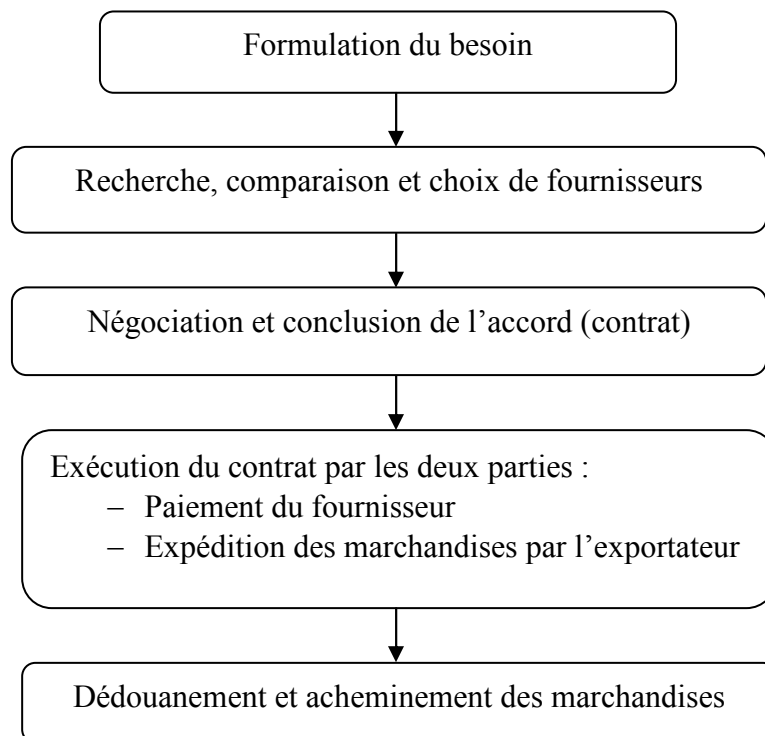 Formulation du besoin
Recherche, comparaison et choix de fournisseurs
Négociation et conclusion de l’accord (contrat)
Exécution du contrat par les deux parties :
– Paiement du fournisseur
– Expédition des marchandises par l’exportateur
Dédouanement et acheminement des marchandises